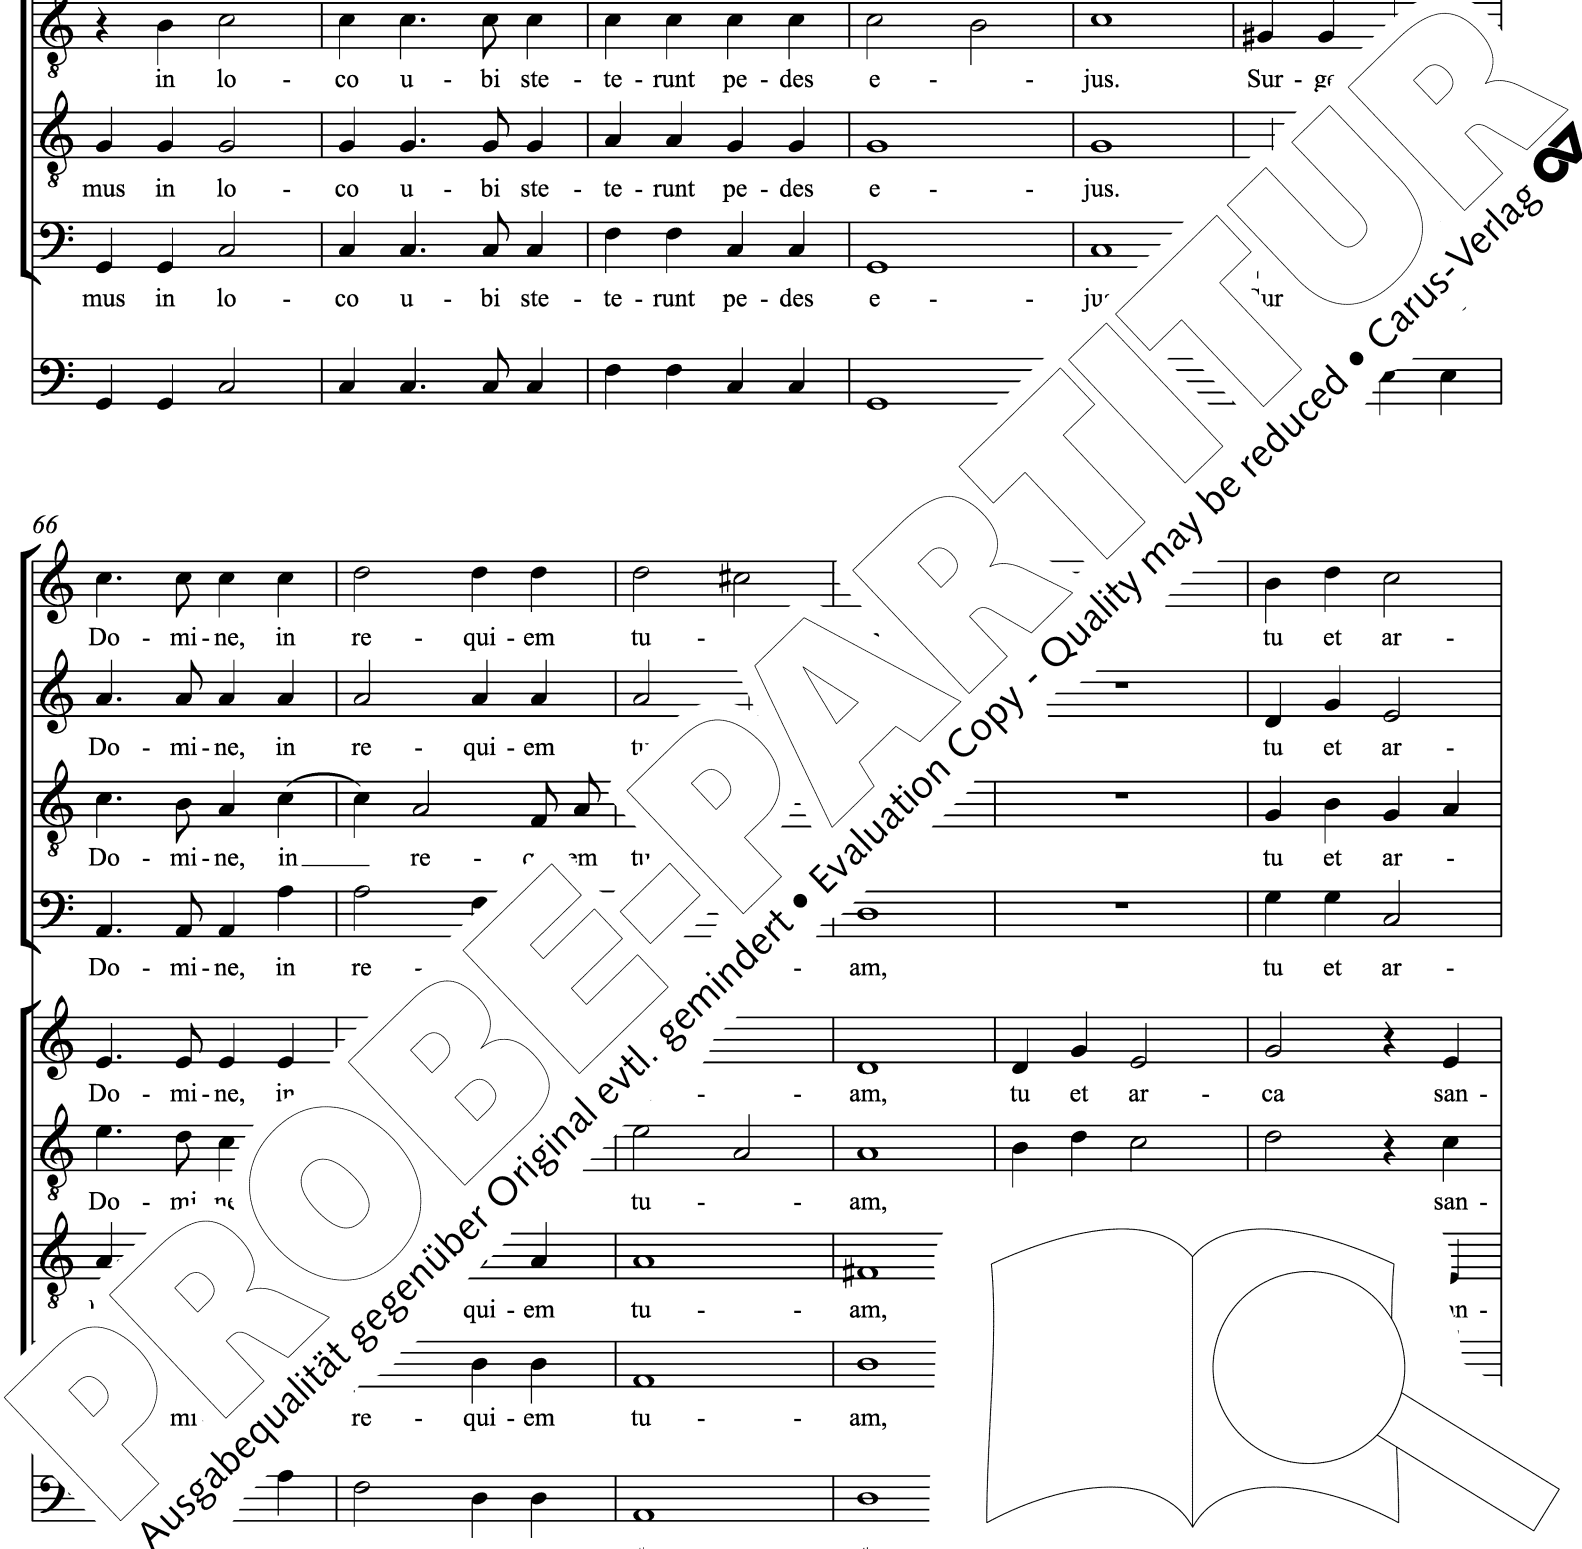 in lo - co u - bi ste - te - runt pe - des e - - jus. Sur -
mus in lo - co u - bi ste - te - runt pe - des e - - jus.
mus in lo - co u - bi ste - te - runt pe - des e - -
66
Do - mi - ne, in re - qui - em tu - tu et ar -
Do - mi - ne, in re - qui - em tu et ar -
Do - mi - ne, in re - tu et ar -
Do - mi - ne, in re - - am, tu et ar -
Do - mi - ne, - - am, tu et ar - ca san -
Do - tu - - am, san -
qui - em tu - - am,
re - qui - em tu - - am,
PROBE-PARTITUR
Ausgabequalität gegenüber Original evtl. gemindert • Evaluation Copy - Quality may be reduced • Carus-Verlag